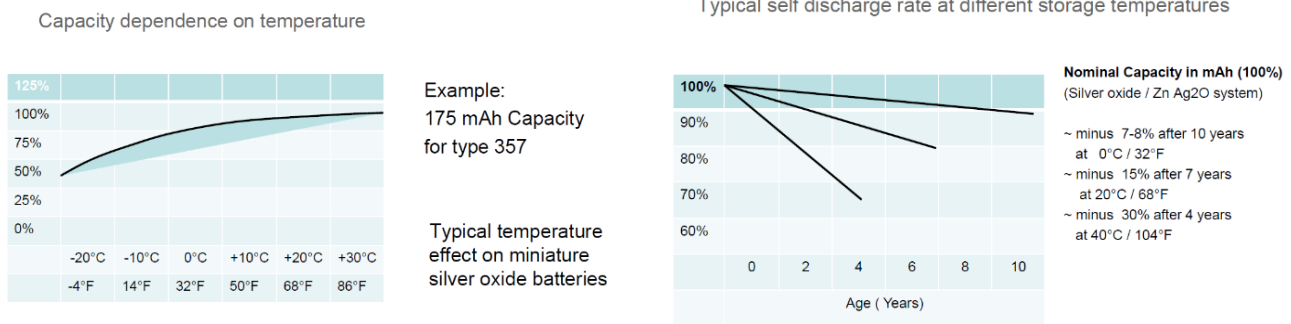 Capacity dependence on temperature
125%
100%
75%
50%
25%
0%
-20°C -10°C 0°C +10°C +20°C +30°C
-4°F 14°F 32°F 50°F 68°F 86°F
Example:
175 mAh Capacity
for type 357
Typical temperature
effect on miniature
silver oxide batteries
Typical self discharge rate at different storage temperatures
100%
90%
80%
70%
60%
0 2 4 6 8 10
Age ( Years)
Nominal Capacity in mAh (100%)
(Silver oxide / Zn Ag2O system)
~ minus 7-8% after 10 years
at 0°C / 32°F
~ minus 15% after 7 years
at 20°C / 68°F
~ minus 30% after 4 years
at 40°C / 104°F